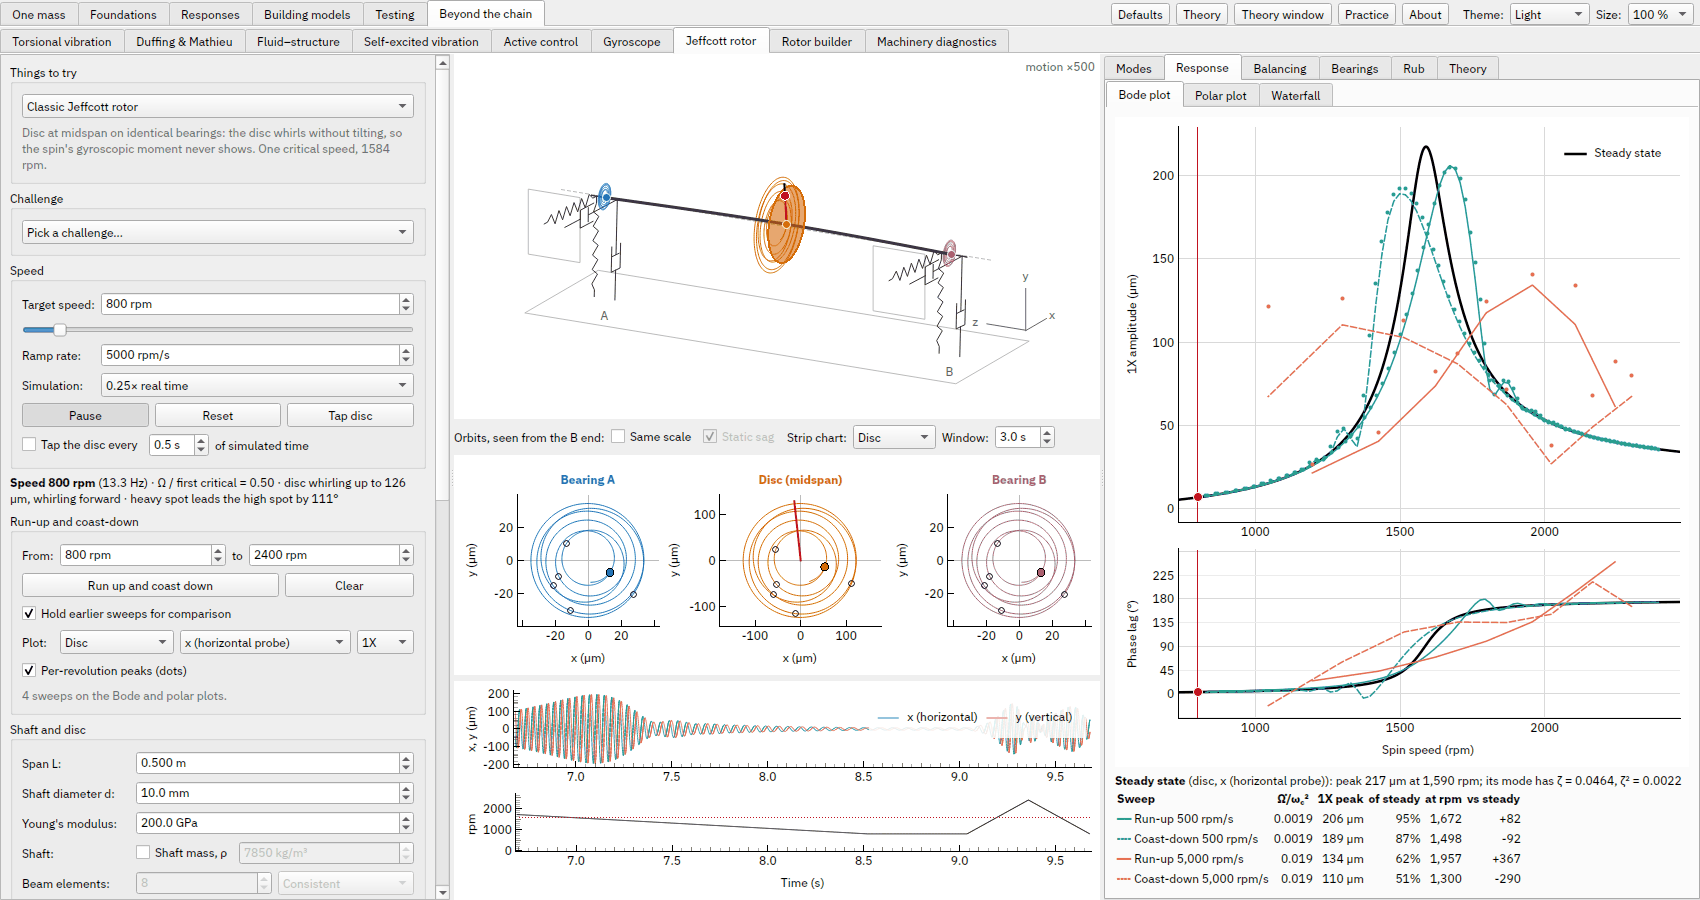 One mass Foundations Responses Building models Testing Beyond the chain Defaults Theory Theory window Practice About Theme: Light Size: 100 %
Torsional vibration Duffing & Mathieu Fluid–structure Self-excited vibration Active control Gyroscope Jeffcott rotor Rotor builder Machinery diagnostics
Things to try
Classic Jeffcott rotor
Disc at midspan on identical bearings: the disc whirls without tilting, so
the spin's gyroscopic moment never shows. One critical speed, 1584
rpm.
Challenge
Pick a challenge...
Speed
Target speed: 800 rpm
Ramp rate: 5000 rpm/s
Simulation: 0.25× real time
Pause Reset Tap disc
Tap the disc every 0.5 s of simulated time
Speed 800 rpm (13.3 Hz) · Ω / first critical = 0.50 · disc whirling up to 126
μm, whirling forward · heavy spot leads the high spot by 111°
Run-up and coast-down
From: 800 rpm to 2400 rpm
Run up and coast down Clear
Hold earlier sweeps for comparison
Plot: Disc x (horizontal probe) 1X
Per-revolution peaks (dots)
4 sweeps on the Bode and polar plots.
Shaft and disc
Span L: 0.500 m
Shaft diameter d: 10.0 mm
Young's modulus: 200.0 GPa
Shaft: Shaft mass, ρ 7850 kg/m³
Beam elements: 8 Consistent
motion ×500
A
B
y
z
x
Orbits, seen from the B end: Same scale Static sag Strip chart: Disc Window: 3.0 s
Bearing A Disc (midspan) Bearing B
y (μm)
20
0
-20
-20 0 20
x (μm)
y (μm)
100
0
-100
-100 0 100
x (μm)
y (μm)
20
0
-20
-20 0 20
x (μm)
x, y (μm)
200
100
0
-100
-200
x (horizontal) y (vertical)
7.0 7.5 8.0 8.5 9.0 9.5
rpm
2000
1000
0
7.0 7.5 8.0 8.5 9.0 9.5
Time (s)
Modes Response Balancing Bearings Rub Theory
Bode plot Polar plot Waterfall
Steady state
1X amplitude (μm)
200
150
100
50
0
1000 1500 2000
Phase lag (°)
225
180
135
90
45
0
1000 1500 2000
Spin speed (rpm)
Steady state (disc, x (horizontal probe)): peak 217 μm at 1,590 rpm; its mode has ζ = 0.0464, ζ² = 0.0022
Sweep Ω̇/ωc² 1X peak of steady at rpm vs steady
Run-up 500 rpm/s 0.0019 206 μm 95% 1,672 +82
Coast-down 500 rpm/s 0.0019 189 μm 87% 1,498 -92
Run-up 5,000 rpm/s 0.019 134 μm 62% 1,957 +367
Coast-down 5,000 rpm/s 0.019 110 μm 51% 1,300 -290